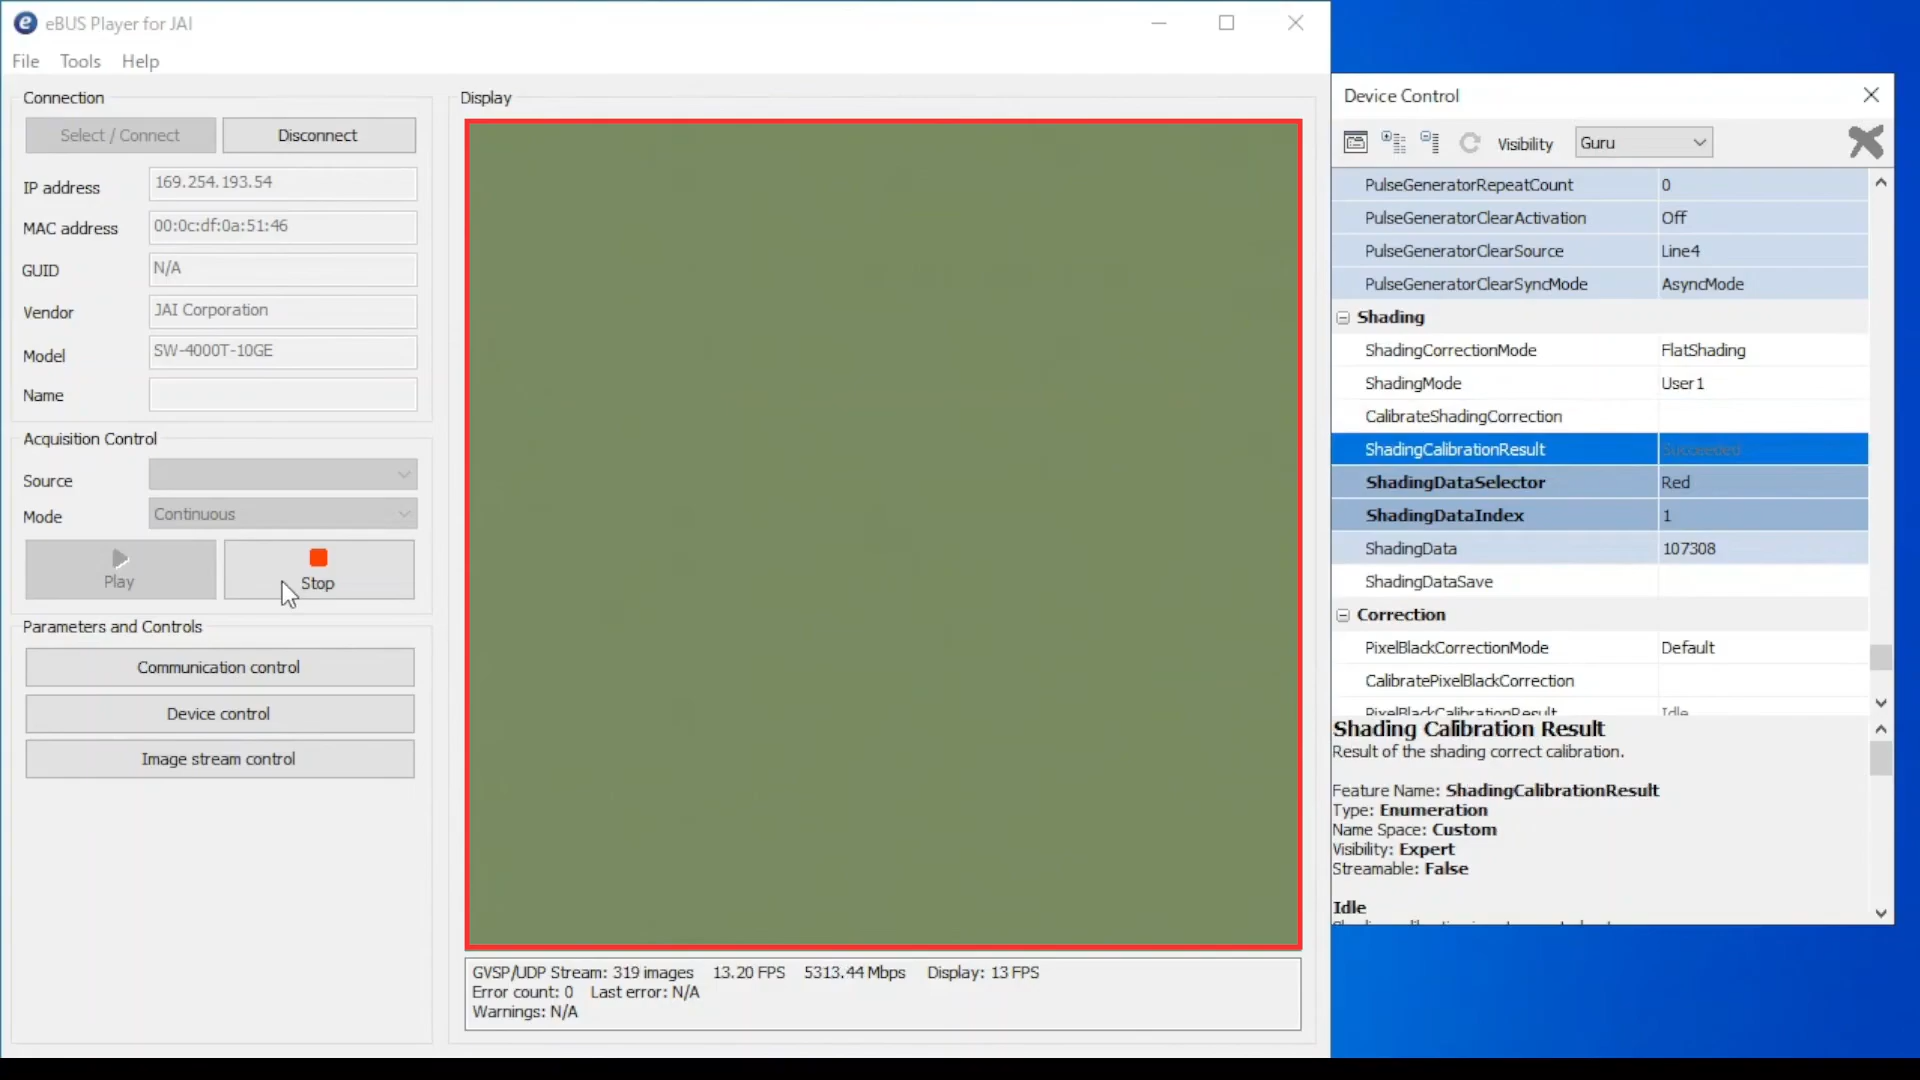 eBUS Player for JAI
File Tools Help
Connection
Select / Connect Disconnect
IP address 169.254.193.54
MAC address 00:0c:df:0a:51:46
GUID N/A
Vendor JAI Corporation
Model SW-4000T-10GE
Name
Acquisition Control
Source
Mode Continuous
Play Stop
Parameters and Controls
Communication control
Device control
Image stream control
Display
GVSP/UDP Stream: 319 images 13.20 FPS 5313.44 Mbps Display: 13 FPS
Error count: 0 Last error: N/A
Warnings: N/A
Device Control
Visibility Guru
PulseGeneratorRepeatCount 0
PulseGeneratorClearActivation Off
PulseGeneratorClearSource Line4
PulseGeneratorClearSyncMode AsyncMode
Shading
ShadingCorrectionMode FlatShading
ShadingMode User1
CalibrateShadingCorrection
ShadingCalibrationResult Succeeded
ShadingDataSelector Red
ShadingDataIndex 1
ShadingData 107308
ShadingDataSave
Correction
PixelBlackCorrectionMode Default
CalibratePixelBlackCorrection
PixelBlackCalibrationResult Idle
Shading Calibration Result
Result of the shading correct calibration.
Feature Name: ShadingCalibrationResult
Type: Enumeration
Name Space: Custom
Visibility: Expert
Streamable: False
Idle